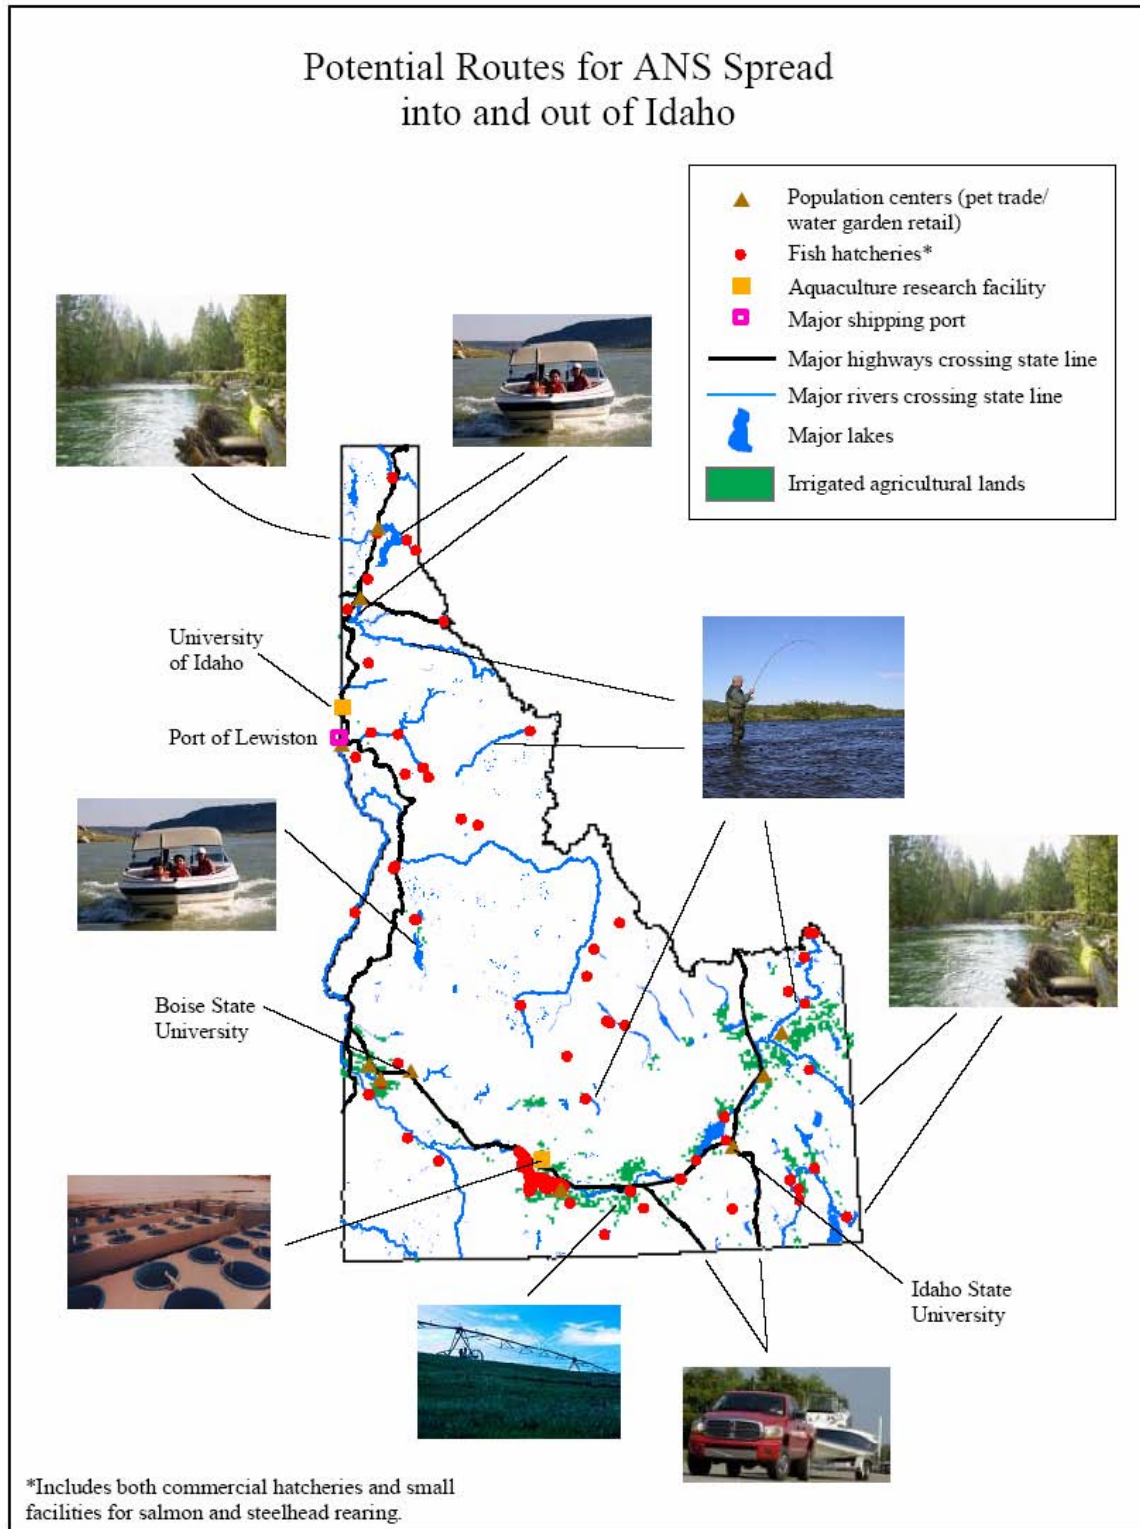 Potential Routes for ANS Spread
into and out of Idaho
Population centers (pet trade/
water garden retail)
Fish hatcheries*
Aquaculture research facility
Major shipping port
Major highways crossing state line
Major rivers crossing state line
Major lakes
Irrigated agricultural lands
University
of Idaho
Port of Lewiston
Boise State
University
Idaho State
University
*Includes both commercial hatcheries and small
facilities for salmon and steelhead rearing.